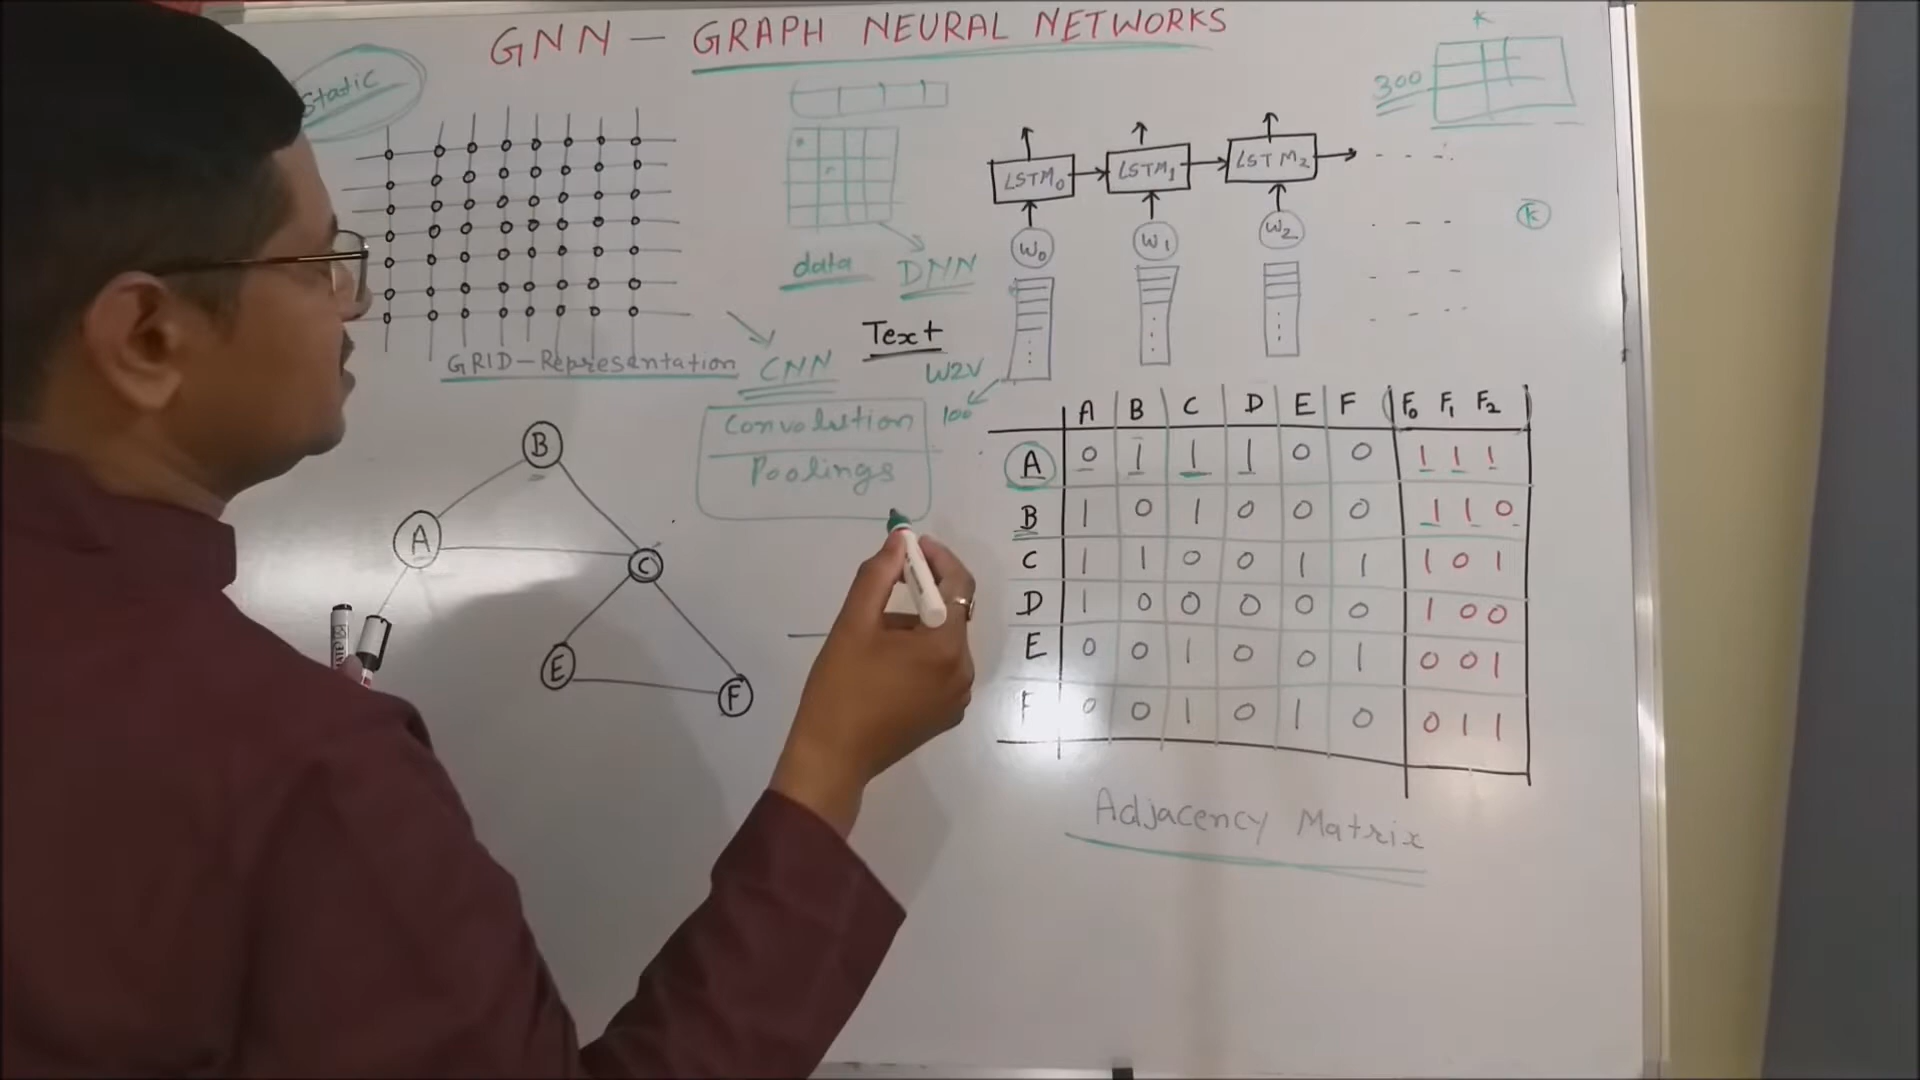 GNN - GRAPH NEURAL NETWORKS
Static
K
300
LSTM0 LSTM1 LSTM2
K
W0 W1 W2
data DNN
Text
GRID-Representation CNN
W2V
100
Convolution
Poolings
A B C D E F F0 F1 F2
A 0 1 1 1 0 0 1 1 1
B 1 0 1 0 0 0 1 1 0
C 1 1 0 0 1 1 1 0 1
D 1 0 0 0 0 0 1 0 0
E 0 0 1 0 0 1 0 0 1
F 0 0 1 0 1 0 0 1 1
Adjacency Matrix
B
A
C
E
F